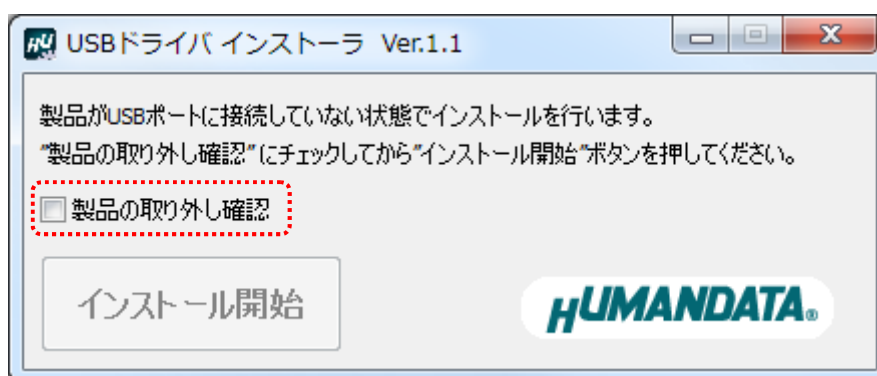 HU USBドライバ インストーラ Ver.1.1
製品がUSBポートに接続していない状態でインストールを行います。
"製品の取り外し確認"にチェックしてから"インストール開始"ボタンを押してください。
製品の取り外し確認
インストール開始
HUMANDATA®